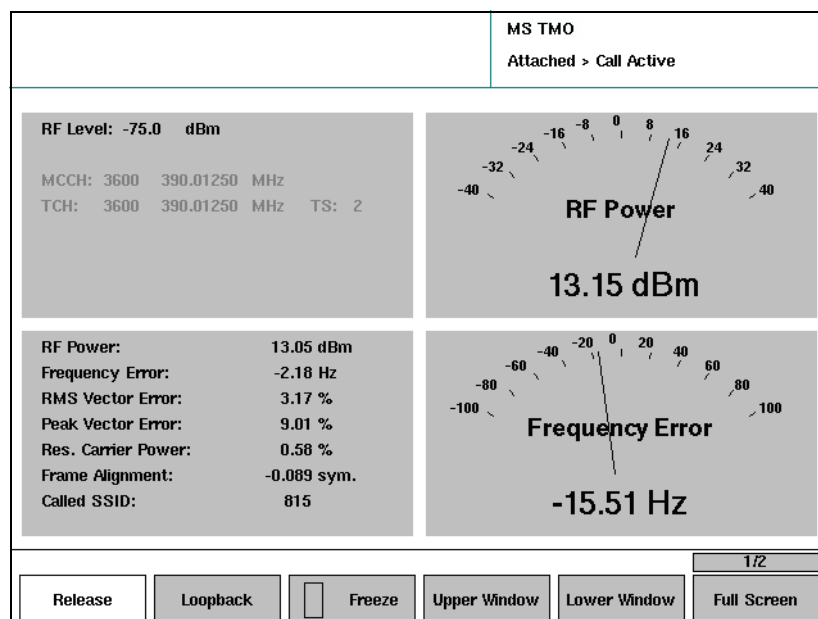 MS TMO
Attached > Call Active
RF Level: -75.0 dBm
MCCH: 3600 390.01250 MHz
TCH: 3600 390.01250 MHz TS: 2
-40 -32 -24 -16 -8 0 8 16 24 32 40
RF Power
13.15 dBm
RF Power: 13.05 dBm
Frequency Error: -2.18 Hz
RMS Vector Error: 3.17 %
Peak Vector Error: 9.01 %
Res. Carrier Power: 0.58 %
Frame Alignment: -0.089 sym.
Called SSID: 815
-100 -80 -60 -40 -20 0 20 40 60 80 100
Frequency Error
-15.51 Hz
1/2
Release Loopback Freeze Upper Window Lower Window Full Screen